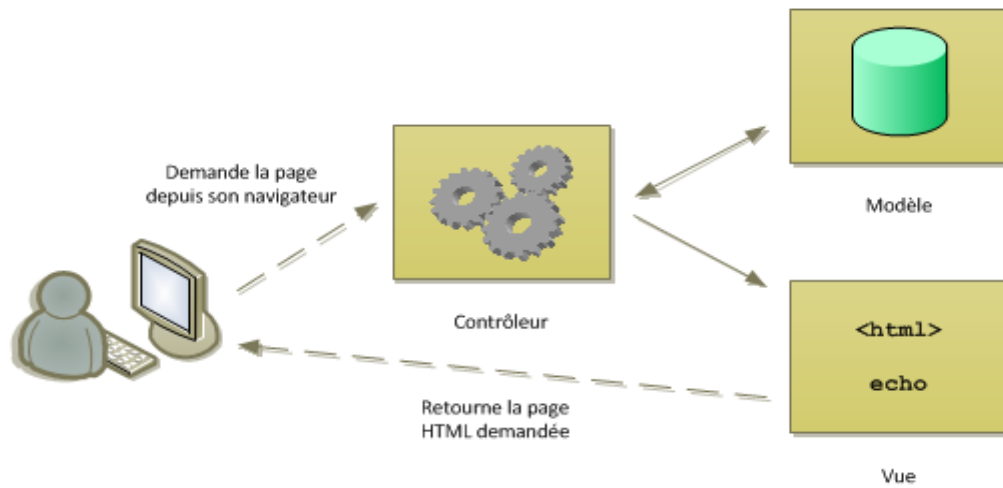 Demande la page
depuis son navigateur
Contrôleur
Modèle
<html>
echo
Vue
Retourne la page
HTML demandée